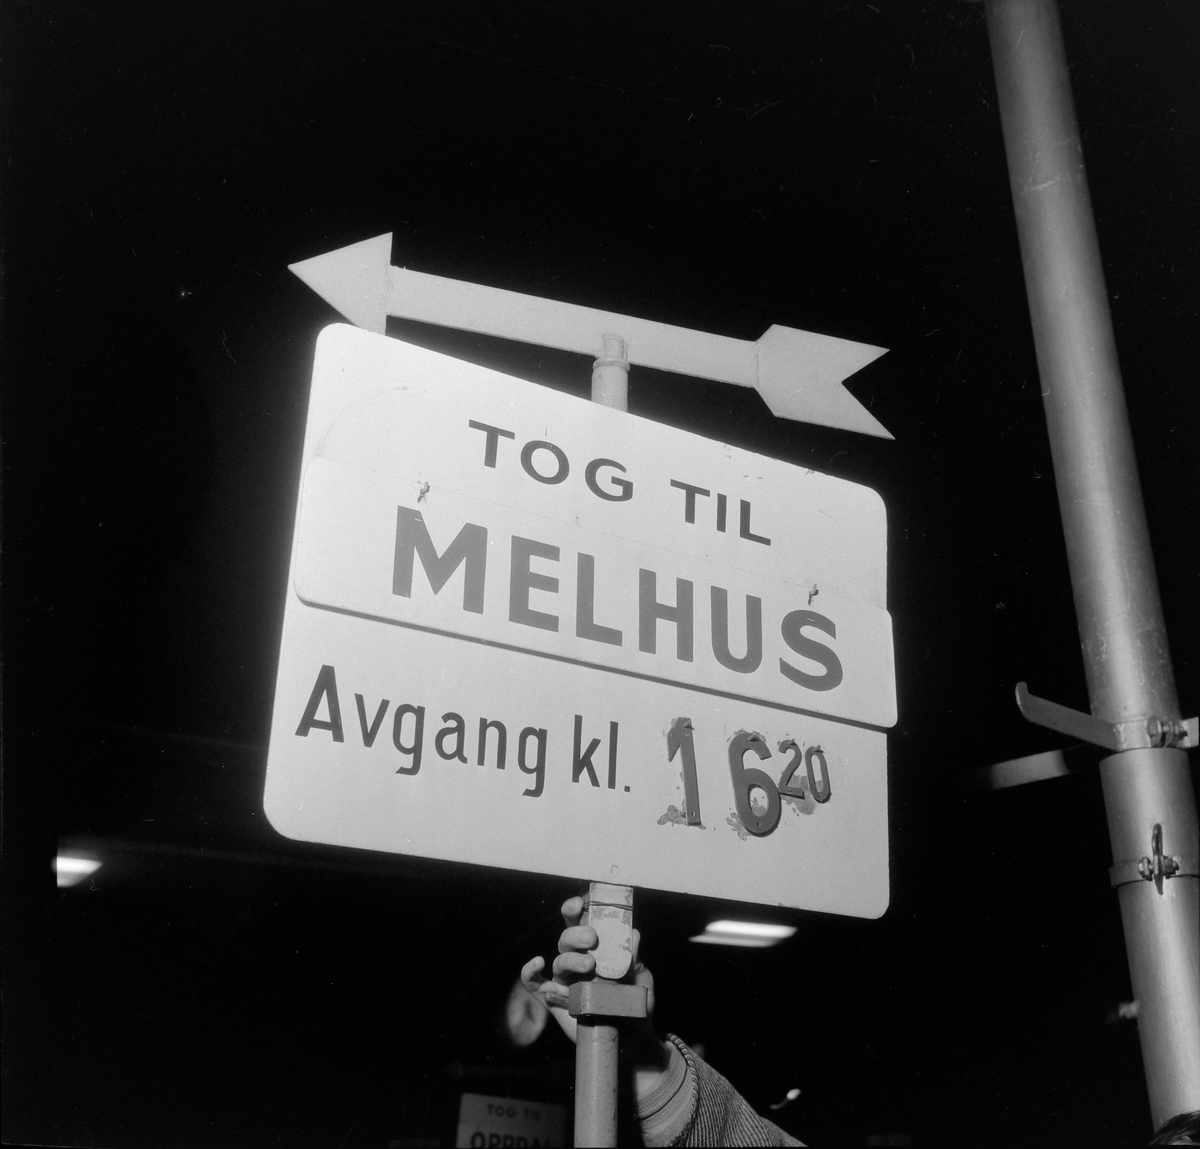 TOG TIL
MELHUS
Avgang kl. 16 20
TOG TIL